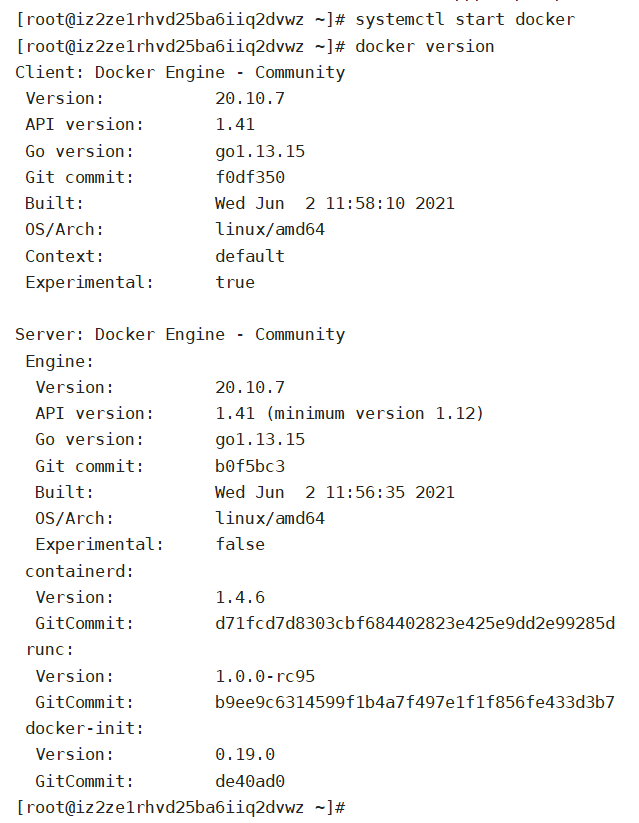 [root@iz2ze1rhvd25ba6iiq2dvwz ~]# systemctl start docker
[root@iz2ze1rhvd25ba6iiq2dvwz ~]# docker version
Client: Docker Engine - Community
 Version:           20.10.7
 API version:       1.41
 Go version:        go1.13.15
 Git commit:        f0df350
 Built:             Wed Jun  2 11:58:10 2021
 OS/Arch:           linux/amd64
 Context:           default
 Experimental:      true

Server: Docker Engine - Community
 Engine:
  Version:          20.10.7
  API version:      1.41 (minimum version 1.12)
  Go version:       go1.13.15
  Git commit:       b0f5bc3
  Built:            Wed Jun  2 11:56:35 2021
  OS/Arch:          linux/amd64
  Experimental:     false
 containerd:
  Version:          1.4.6
  GitCommit:        d71fcd7d8303cbf684402823e425e9dd2e99285d
 runc:
  Version:          1.0.0-rc95
  GitCommit:        b9ee9c6314599f1b4a7f497e1f1f856fe433d3b7
 docker-init:
  Version:          0.19.0
  GitCommit:        de40ad0
[root@iz2ze1rhvd25ba6iiq2dvwz ~]#